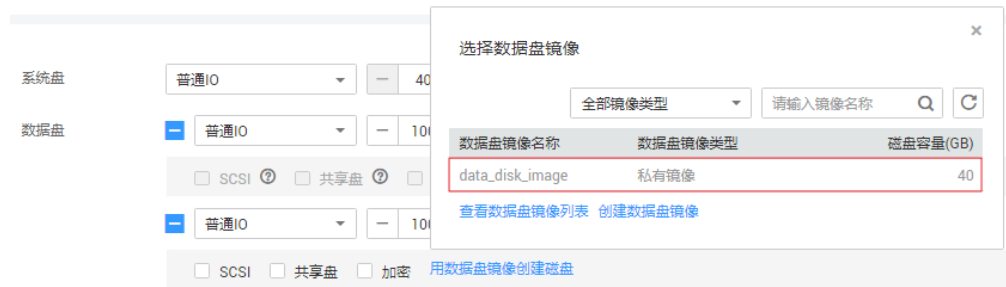 选择数据盘镜像
系统盘 普通IO 40
全部镜像类型 请输入镜像名称
数据盘 普通IO 100
数据盘镜像名称 数据盘镜像类型 磁盘容量(GB)
SCSI 共享盘
data_disk_image 私有镜像 40
查看数据盘镜像列表 创建数据盘镜像
普通IO 100
SCSI 共享盘 加密 用数据盘镜像创建磁盘